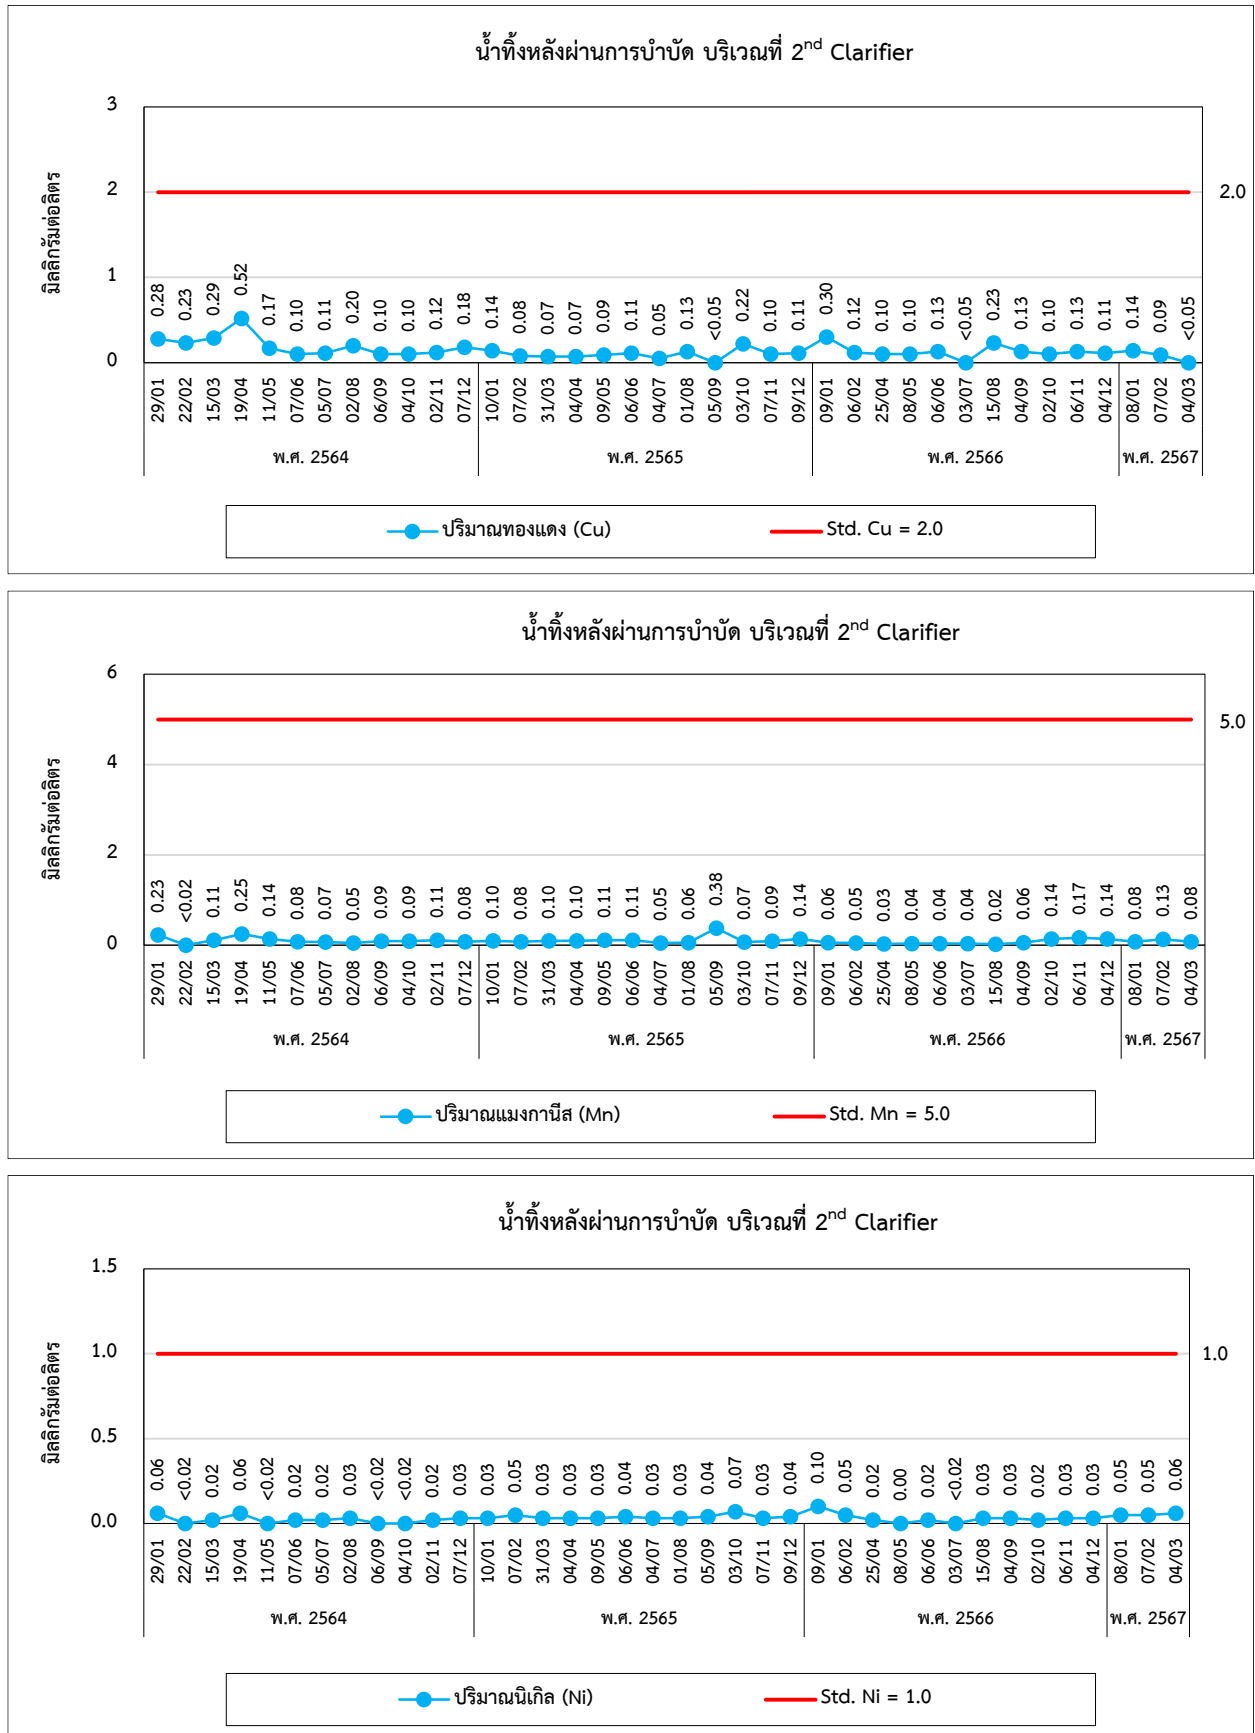 น้ำทิ้งหลังผ่านการบำบัด บริเวณที่ 2nd Clarifier
มิลลิกรัมต่อลิตร
3
2
1
0
2.0
0.28 0.23 0.29 0.52 0.17 0.10 0.11 0.20 0.10 0.10 0.12 0.18 0.14 0.08 0.07 0.07 0.09 0.11 0.05 0.13 <0.05 0.22 0.10 0.11 0.30 0.12 0.10 0.10 0.13 <0.05 0.23 0.13 0.10 0.13 0.11 0.14 0.09 <0.05
29/01 22/02 15/03 19/04 11/05 07/06 05/07 02/08 06/09 04/10 02/11 07/12 10/01 07/02 31/03 04/04 09/05 06/06 04/07 01/08 05/09 03/10 07/11 09/12 09/01 06/02 25/04 08/05 06/06 03/07 15/08 04/09 02/10 06/11 04/12 08/01 07/02 04/03
พ.ศ. 2564 พ.ศ. 2565 พ.ศ. 2566 พ.ศ. 2567
ปริมาณทองแดง (Cu) Std. Cu = 2.0
น้ำทิ้งหลังผ่านการบำบัด บริเวณที่ 2nd Clarifier
มิลลิกรัมต่อลิตร
6
4
2
0
5.0
0.23 <0.02 0.11 0.25 0.14 0.08 0.07 0.05 0.09 0.09 0.11 0.08 0.10 0.08 0.10 0.10 0.11 0.11 0.05 0.06 0.38 0.07 0.09 0.14 0.06 0.05 0.03 0.04 0.04 0.04 0.02 0.06 0.14 0.17 0.14 0.08 0.13 0.08
29/01 22/02 15/03 19/04 11/05 07/06 05/07 02/08 06/09 04/10 02/11 07/12 10/01 07/02 31/03 04/04 09/05 06/06 04/07 01/08 05/09 03/10 07/11 09/12 09/01 06/02 25/04 08/05 06/06 03/07 15/08 04/09 02/10 06/11 04/12 08/01 07/02 04/03
พ.ศ. 2564 พ.ศ. 2565 พ.ศ. 2566 พ.ศ. 2567
ปริมาณแมงกานีส (Mn) Std. Mn = 5.0
น้ำทิ้งหลังผ่านการบำบัด บริเวณที่ 2nd Clarifier
มิลลิกรัมต่อลิตร
1.5
1.0
0.5
0.0
1.0
0.06 <0.02 0.02 0.06 <0.02 0.02 0.02 0.03 <0.02 <0.02 0.02 0.03 0.03 0.05 0.03 0.03 0.03 0.04 0.03 0.03 0.04 0.07 0.03 0.04 0.10 0.05 0.02 0.00 0.02 <0.02 0.03 0.03 0.02 0.03 0.03 0.05 0.05 0.06
29/01 22/02 15/03 19/04 11/05 07/06 05/07 02/08 06/09 04/10 02/11 07/12 10/01 07/02 31/03 04/04 09/05 06/06 04/07 01/08 05/09 03/10 07/11 09/12 09/01 06/02 25/04 08/05 06/06 03/07 15/08 04/09 02/10 06/11 04/12 08/01 07/02 04/03
พ.ศ. 2564 พ.ศ. 2565 พ.ศ. 2566 พ.ศ. 2567
ปริมาณนิเกิล (Ni) Std. Ni = 1.0